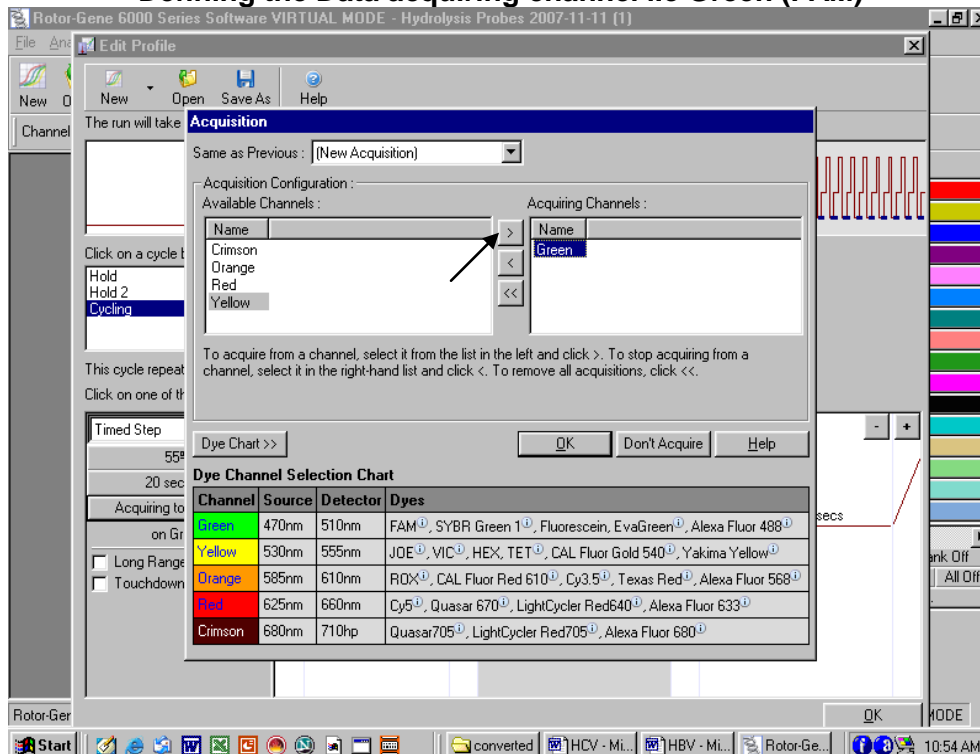 Rotor-Gene 6000 Series Software VIRTUAL MODE - Hydrolysis Probes 2007-11-11 (1)
File Ana
Edit Profile
New
New Open Save As Help
Channel
The run will take
Acquisition
Same as Previous : (New Acquisition)
Acquisition Configuration :
Available Channels : Acquiring Channels :
Name > Name
Crimson Green
Orange <
Red
Yellow <<
Click on a cycle b
Hold
Hold 2
Cycling
To acquire from a channel, select it from the list in the left and click >. To stop acquiring from a
channel, select it in the right-hand list and click <. To remove all acquisitions, click <<.
This cycle repeat
Click on one of th
Timed Step - +
Dye Chart >> OK Don't Acquire Help
55º
20 sec
Acquiring to
on Gr
Long Range
Touchdown
secs
Dye Channel Selection Chart
Channel Source Detector Dyes
Green 470nm 510nm FAM, SYBR Green 1, Fluorescein, EvaGreen, Alexa Fluor 488
Yellow 530nm 555nm JOE, VIC, HEX, TET, CAL Fluor Gold 540, Yakima Yellow
Orange 585nm 610nm ROX, CAL Fluor Red 610, Cy3.5, Texas Red, Alexa Fluor 568
Red 625nm 660nm Cy5, Quasar 670, LightCycler Red640, Alexa Fluor 633
Crimson 680nm 710hp Quasar705, LightCycler Red705, Alexa Fluor 680
ank Off
All Off
OK
Rotor-Ger MODE
Start converted HCV - Mi... HBV - Mi... Rotor-Ge... 10:54 AM